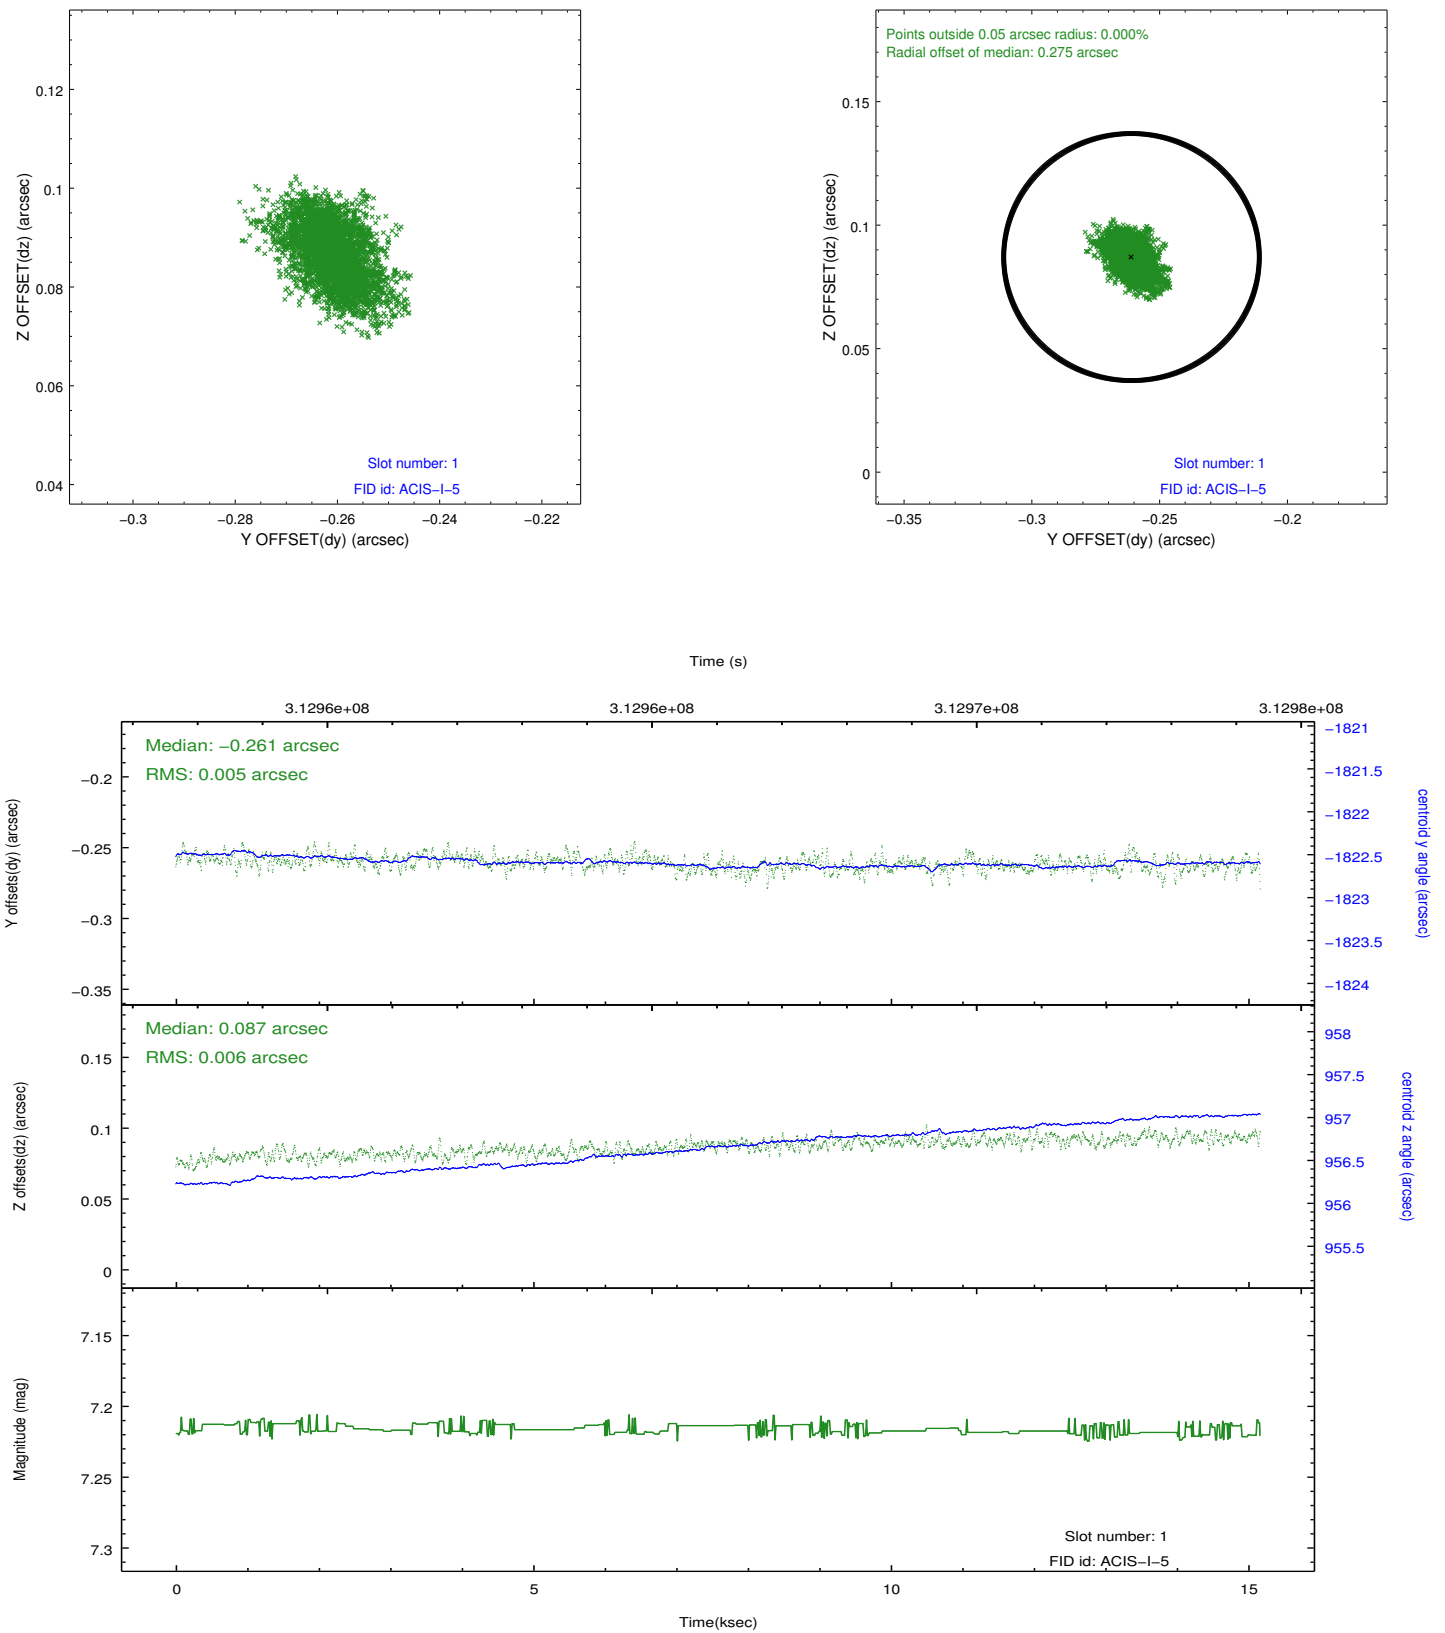 0.12
0.1
0.08
0.06
0.04
Z OFFSET(dz) (arcsec)
Slot number: 1
FID id: ACIS−I−5
−0.3 −0.28 −0.26 −0.24 −0.22
Y OFFSET(dy) (arcsec)
Points outside 0.05 arcsec radius: 0.000%
Radial offset of median: 0.275 arcsec
0.15
0.1
0.05
0
Z OFFSET(dz) (arcsec)
Slot number: 1
FID id: ACIS−I−5
−0.35 −0.3 −0.25 −0.2
Y OFFSET(dy) (arcsec)
Time (s)
3.1296e+08 3.1296e+08 3.1297e+08 3.1298e+08
Median: −0.261 arcsec
RMS: 0.005 arcsec
−0.2
−0.25
−0.3
−0.35
Y offsets(dy) (arcsec)
−1821
−1821.5
−1822
−1822.5
−1823
−1823.5
−1824
centroid y angle (arcsec)
Median: 0.087 arcsec
RMS: 0.006 arcsec
0.15
0.1
0.05
0
Z offsets(dz) (arcsec)
958
957.5
957
956.5
956
955.5
centroid z angle (arcsec)
7.15
7.2
7.25
7.3
Magnitude (mag)
Slot number: 1
FID id: ACIS−I−5
0 5 10 15
Time(ksec)